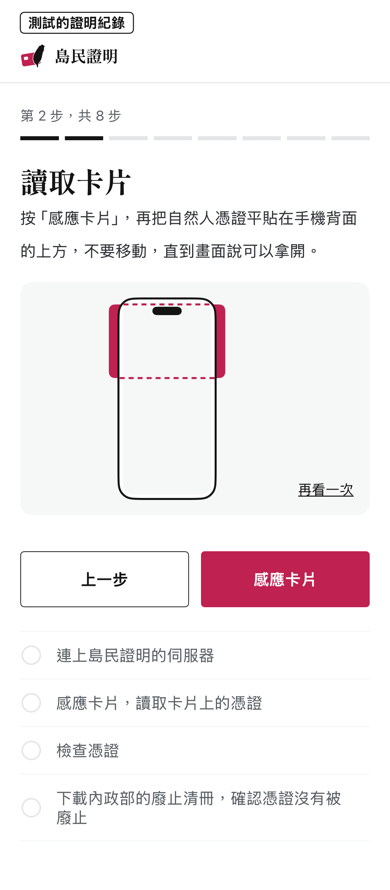 測試的證明紀錄
島民證明
第 2 步，共 8 步
讀取卡片
按「感應卡片」，再把自然人憑證平貼在手機背面
的上方，不要移動，直到畫面說可以拿開。
再看一次
上一步
感應卡片
連上島民證明的伺服器
感應卡片，讀取卡片上的憑證
檢查憑證
下載內政部的廢止清冊，確認憑證沒有被
廢止